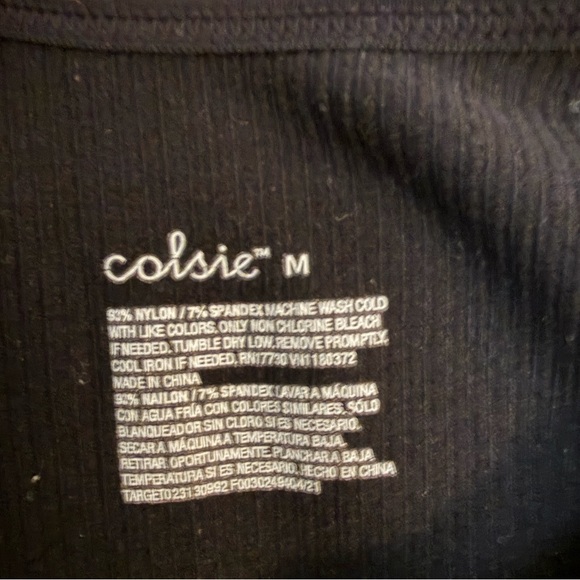 colsie™ M
93% NYLON / 7% SPANDEX MACHINE WASH COLD
WITH LIKE COLORS. ONLY NON CHLORINE BLEACH
IF NEEDED. TUMBLE DRY LOW. REMOVE PROMPTLY.
COOL IRON IF NEEDED. RN17730 VN1180372
MADE IN CHINA
93% NAILON / 7% SPANDEX LAVAR A MÁQUINA
CON AGUA FRÍA CON COLORES SIMILARES. SÓLO
BLANQUEADOR SIN CLORO SI ES NECESARIO.
SECAR A MÁQUINA A TEMPERATURA BAJA.
RETIRAR OPORTUNAMENTE. PLANCHAR A BAJA
TEMPERATURA SI ES NECESARIO. HECHO EN CHINA
TARGET023130992